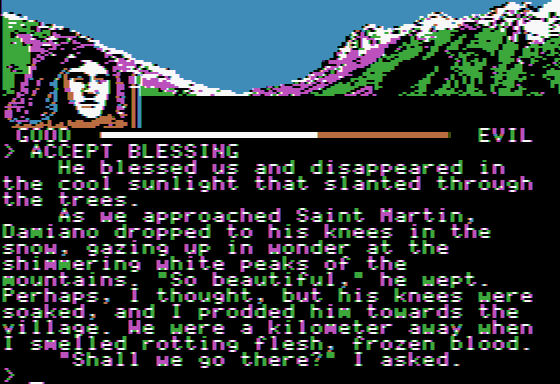 GOOD EVIL
> ACCEPT BLESSING
He blessed us and disappeared in
the cool sunlight that slanted through
the trees.
As we approached Saint Martin,
Damiano dropped to his knees in the
snow, gazing up in wonder at the
shimmering white peaks of the
mountains. "So beautiful," he wept.
Perhaps, I thought, but his knees were
soaked, and I prodded him towards the
village. We were a kilometer away when
I smelled rotting flesh, frozen blood.
"Shall we go there?" I asked.
> _